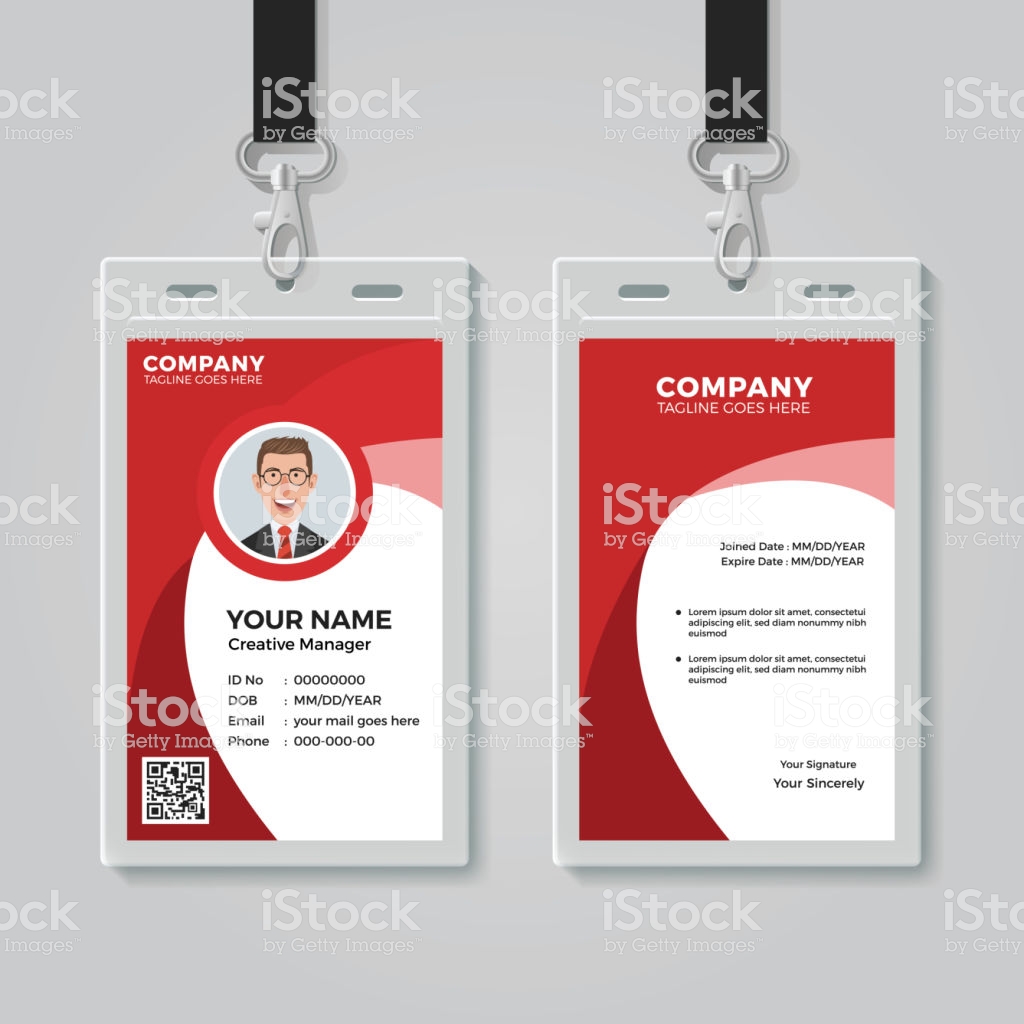 COMPANY
TAGLINE GOES HERE
YOUR NAME
Creative Manager
ID No : 00000000
DOB : MM/DD/YEAR
Email : your mail goes here
Phone : 000-000-00
COMPANY
TAGLINE GOES HERE
Joined Date : MM/DD/YEAR
Expire Date : MM/DD/YEAR
Lorem ipsum dolor sit amet, consectetui
adipiscing elit, sed diam nonummy nibh
euismod
Lorem ipsum dolor sit amet, consectetui
adipiscing elit, sed diam nonummy nibh
euismod
Your Signature
Your Sincerely
iStock
by Getty Images™